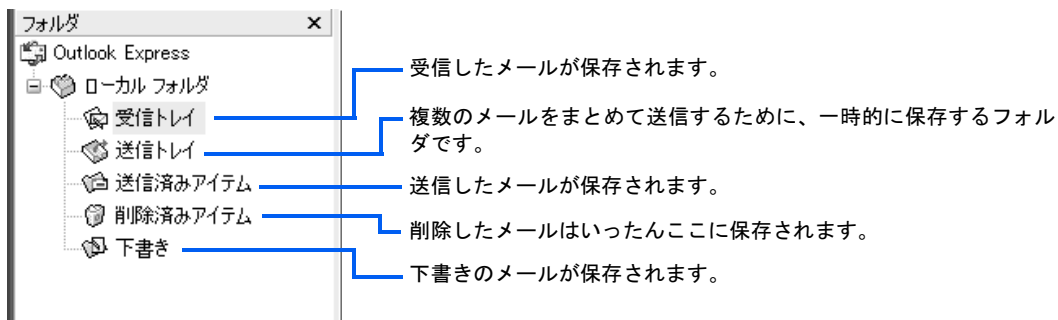 フォルダ ×
Outlook Express
ローカル フォルダ
受信トレイ
送信トレイ
送信済みアイテム
削除済みアイテム
下書き
受信したメールが保存されます。
複数のメールをまとめて送信するために、一時的に保存するフォル
ダです。
送信したメールが保存されます。
削除したメールはいったんここに保存されます。
下書きのメールが保存されます。